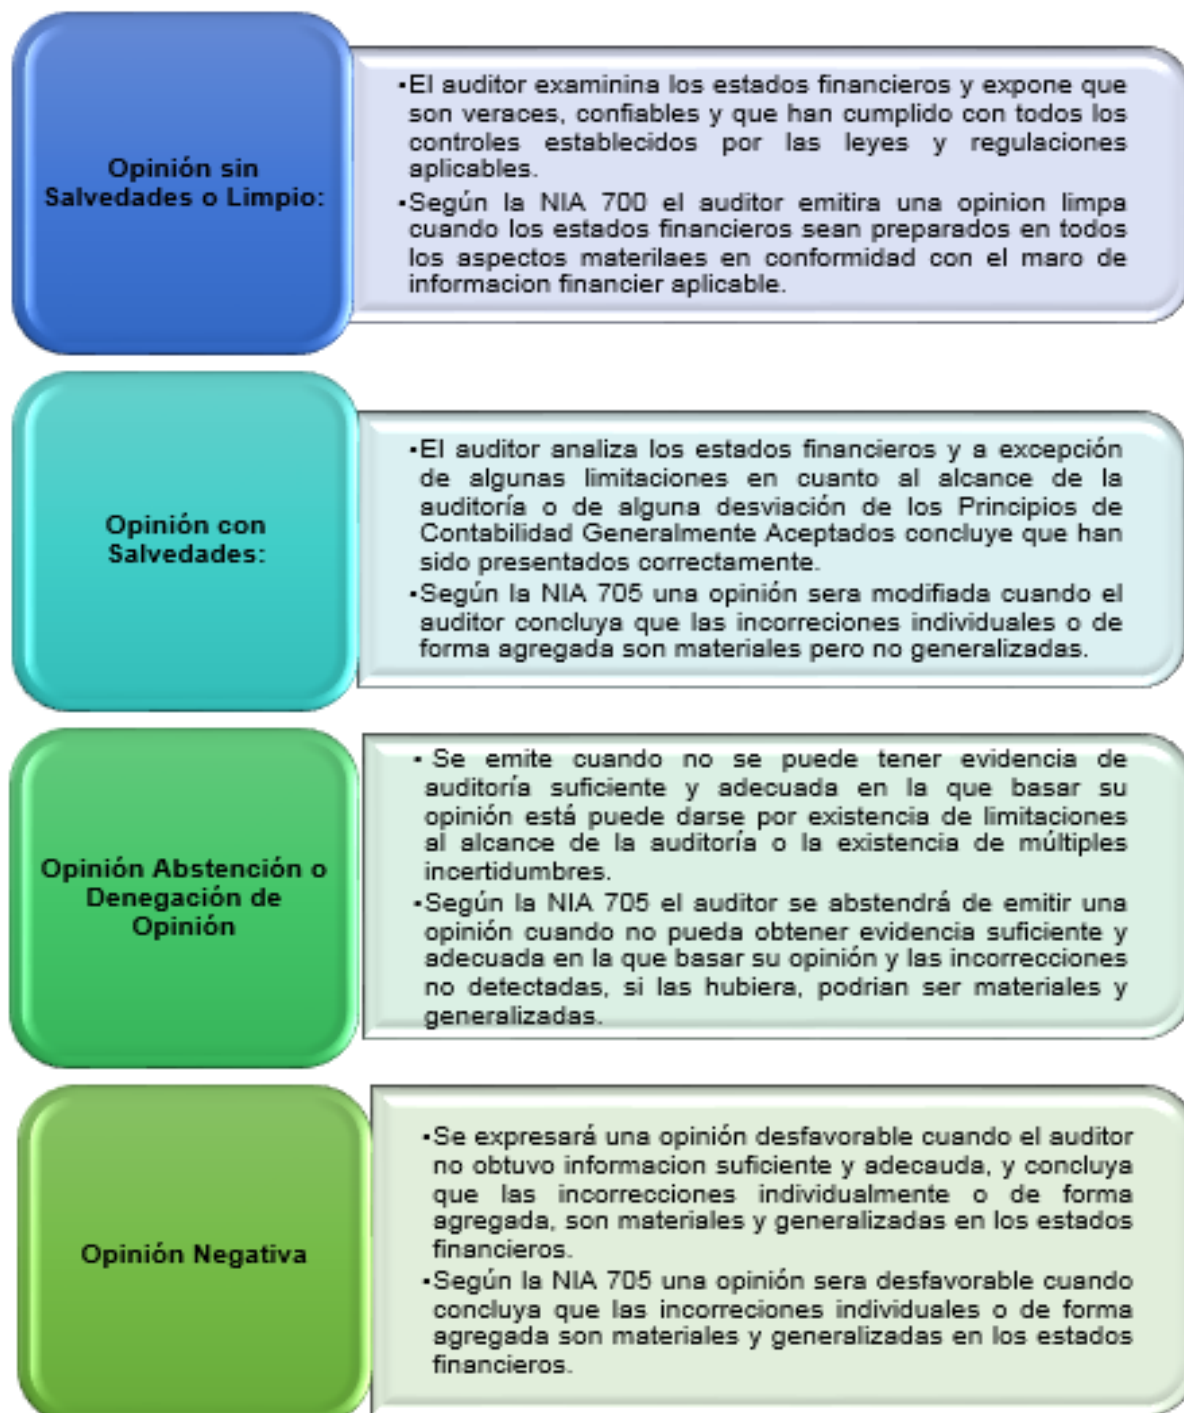 Opinión sin
Salvedades o Limpio:
•El auditor examinina los estados financieros y expone que
son veraces, confiables y que han cumplido con todos los
controles establecidos por las leyes y regulaciones
aplicables.
•Según la NIA 700 el auditor emitira una opinion limpa
cuando los estados financieros sean preparados en todos
los aspectos materilaes en conformidad con el maro de
informacion financier aplicable.
Opinión con
Salvedades:
•El auditor analiza los estados financieros y a excepción
de algunas limitaciones en cuanto al alcance de la
auditoría o de alguna desviación de los Principios de
Contabilidad Generalmente Aceptados concluye que han
sido presentados correctamente.
•Según la NIA 705 una opinión sera modifiada cuando el
auditor concluya que las incorreciones individuales o de
forma agregada son materiales pero no generalizadas.
Opinión Abstención o
Denegación de
Opinión
• Se emite cuando no se puede tener evidencia de
auditoría suficiente y adecuada en la que basar su
opinión está puede darse por existencia de limitaciones
al alcance de la auditoría o la existencia de múltiples
incertidumbres.
•Según la NIA 705 el auditor se abstendrá de emitir una
opinión cuando no pueda obtener evidencia suficiente y
adecuada en la que basar su opinión y las incorrecciones
no detectadas, si las hubiera, podrian ser materiales y
generalizadas.
Opinión Negativa
•Se expresará una opinión desfavorable cuando el auditor
no obtuvo informacion suficiente y adecauda, y concluya
que las incorrecciones individualmente o de forma
agregada, son materiales y generalizadas en los estados
financieros.
•Según la NIA 705 una opinión sera desfavorable cuando
concluya que las incorreciones individuales o de forma
agregada son materiales y generalizadas en los estados
financieros.